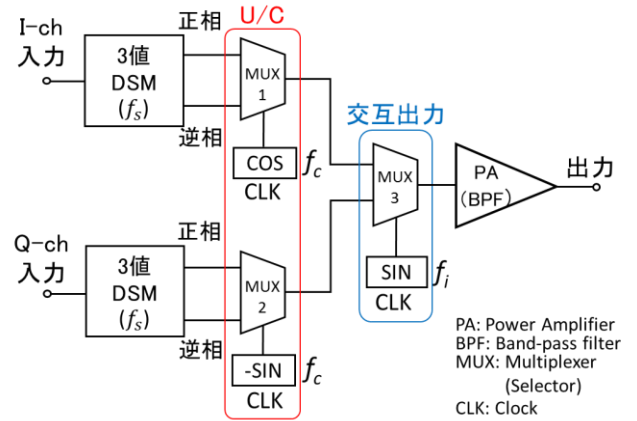 U/C
I-ch
入力
3値
DSM
(fs)
正相
逆相
MUX
1
COS
fc
CLK
交互出力
MUX
3
SIN
fi
CLK
PA
(BPF)
出力
Q-ch
入力
3値
DSM
(fs)
正相
逆相
MUX
2
-SIN
fc
CLK
PA: Power Amplifier
BPF: Band-pass filter
MUX: Multiplexer
(Selector)
CLK: Clock